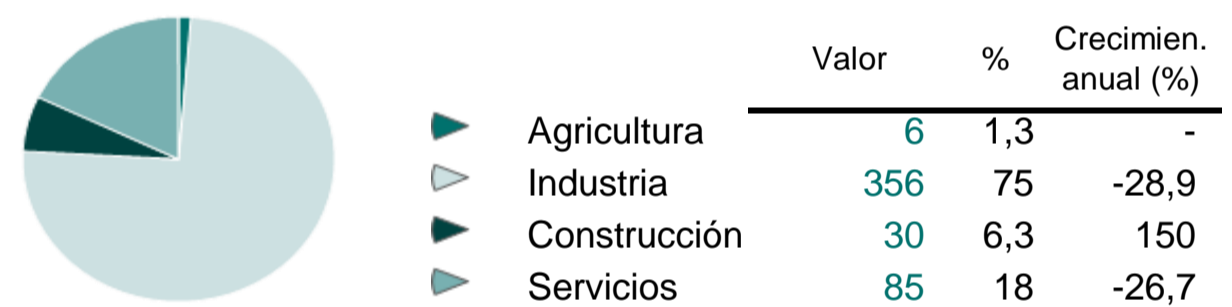 Valor % Crecimien. anual (%)
Agricultura 6 1,3 -
Industria 356 75 -28,9
Construcción 30 6,3 150
Servicios 85 18 -26,7